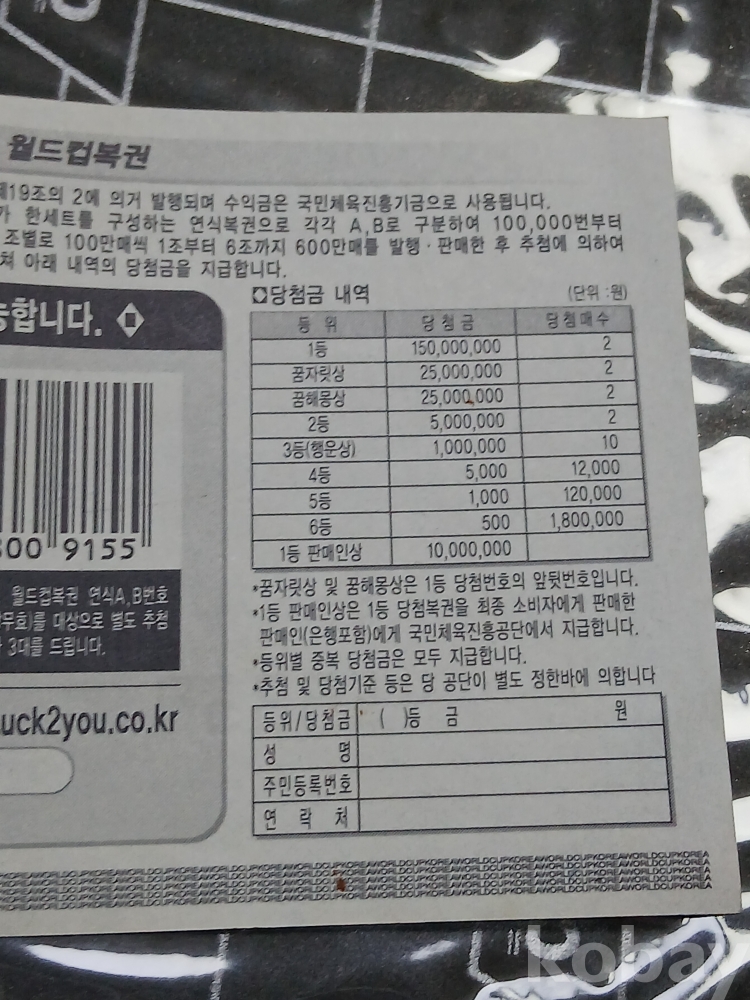 월드컵복권
제19조의 2에 의거 발행되며 수익금은 국민체육진흥기금으로 사용됩니다.
가 한세트를 구성하는 연식복권으로 각각 A,B로 구분하여 100,000번부터
조별로 100만매씩 1조부터 6조까지 600만매를 발행·판매한 후 추첨에 의하여
쳐 아래 내역의 당첨금을 지급합니다.
능합니다.
당첨금 내역 (단위:원)
등 위 당첨금 당첨매수
1등 150,000,000 2
꿈자릿상 25,000,000 2
꿈해몽상 25,000,000 2
2등 5,000,000 2
3등(행운상) 1,000,000 10
4등 5,000 12,000
5등 1,000 120,000
6등 500 1,800,000
1등 판매인상 10,000,000
300 9155
월드컵복권 연식A,B번호
무효)를 대상으로 별도 추첨
3대를 드립니다.
uck2you.co.kr
*꿈자릿상 및 꿈해몽상은 1등 당첨번호의 앞뒷번호입니다.
*1등 판매인상은 1등 당첨복권을 최종 소비자에게 판매한
판매인(은행포함)에게 국민체육진흥공단에서 지급합니다.
*등위별 중복 당첨금은 모두 지급합니다.
*추첨 및 당첨기준 등은 당 공단이 별도 정한바에 의합니다
등위/당첨금 ( )등 금 원
성 명
주민등록번호
연 락 처
WORLDCUPKOREAWORLDCUPKOREAWORLDCUPKOREAWORLDCUPKOREA
kobay